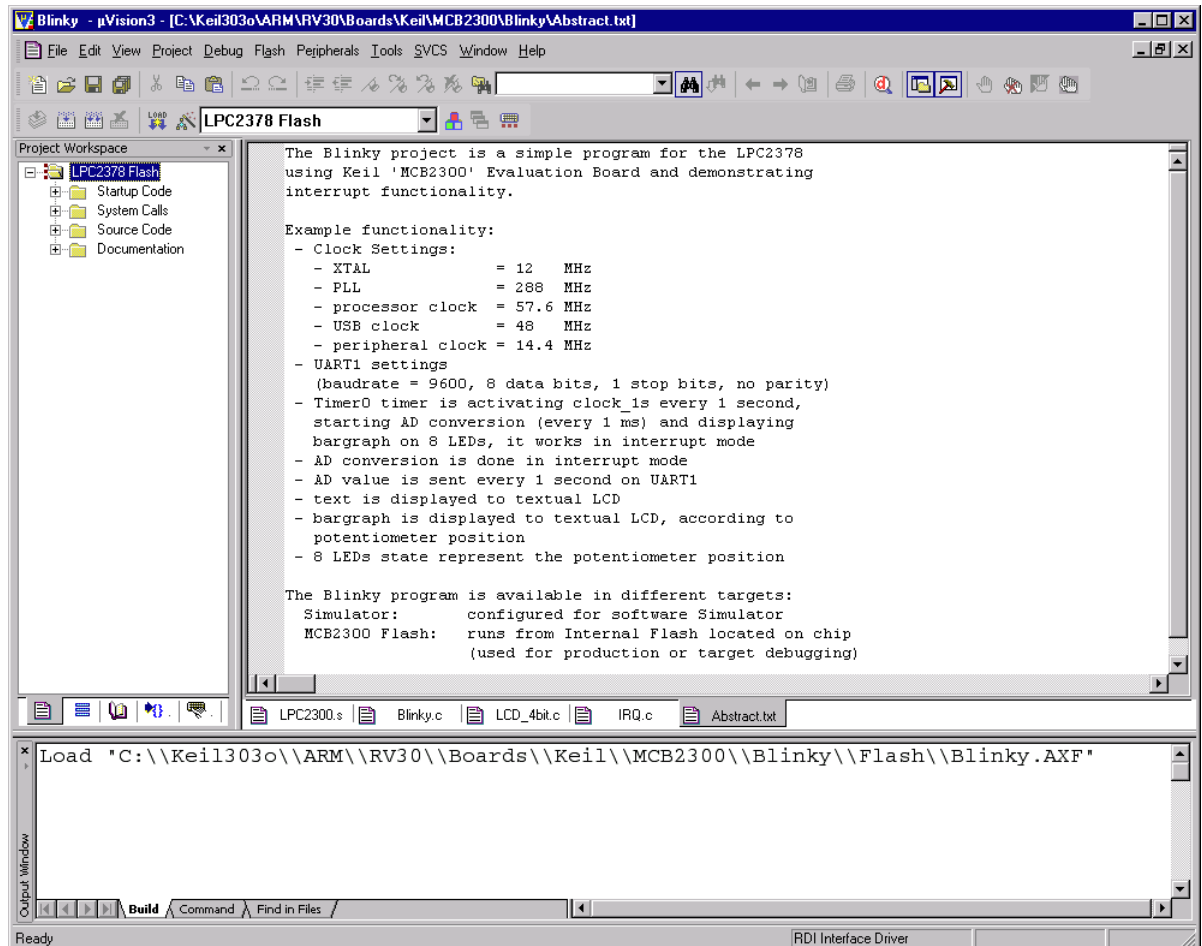 Blinky - µVision3 - [C:\Keil303o\ARM\RV30\Boards\Keil\MCB2300\Blinky\Abstract.txt]
File Edit View Project Debug Flash Peripherals Tools SVCS Window Help
LOAD LPC2378 Flash
Project Workspace
LPC2378 Flash
Startup Code
System Calls
Source Code
Documentation
The Blinky project is a simple program for the LPC2378
using Keil 'MCB2300' Evaluation Board and demonstrating
interrupt functionality.
Example functionality:
- Clock Settings:
- XTAL = 12 MHz
- PLL = 288 MHz
- processor clock = 57.6 MHz
- USB clock = 48 MHz
- peripheral clock = 14.4 MHz
- UART1 settings
(baudrate = 9600, 8 data bits, 1 stop bits, no parity)
- Timer0 timer is activating clock_1s every 1 second,
starting AD conversion (every 1 ms) and displaying
bargraph on 8 LEDs, it works in interrupt mode
- AD conversion is done in interrupt mode
- AD value is sent every 1 second on UART1
- text is displayed to textual LCD
- bargraph is displayed to textual LCD, according to
potentiometer position
- 8 LEDs state represent the potentiometer position
The Blinky program is available in different targets:
Simulator: configured for software Simulator
MCB2300 Flash: runs from Internal Flash located on chip
(used for production or target debugging)
LPC2300.s Blinky.c LCD_4bit.c IRQ.c Abstract.txt
Load "C:\\Keil303o\\ARM\\RV30\\Boards\\Keil\\MCB2300\\Blinky\\Flash\\Blinky.AXF"
Output Window
Build Command Find in Files
Ready RDI Interface Driver